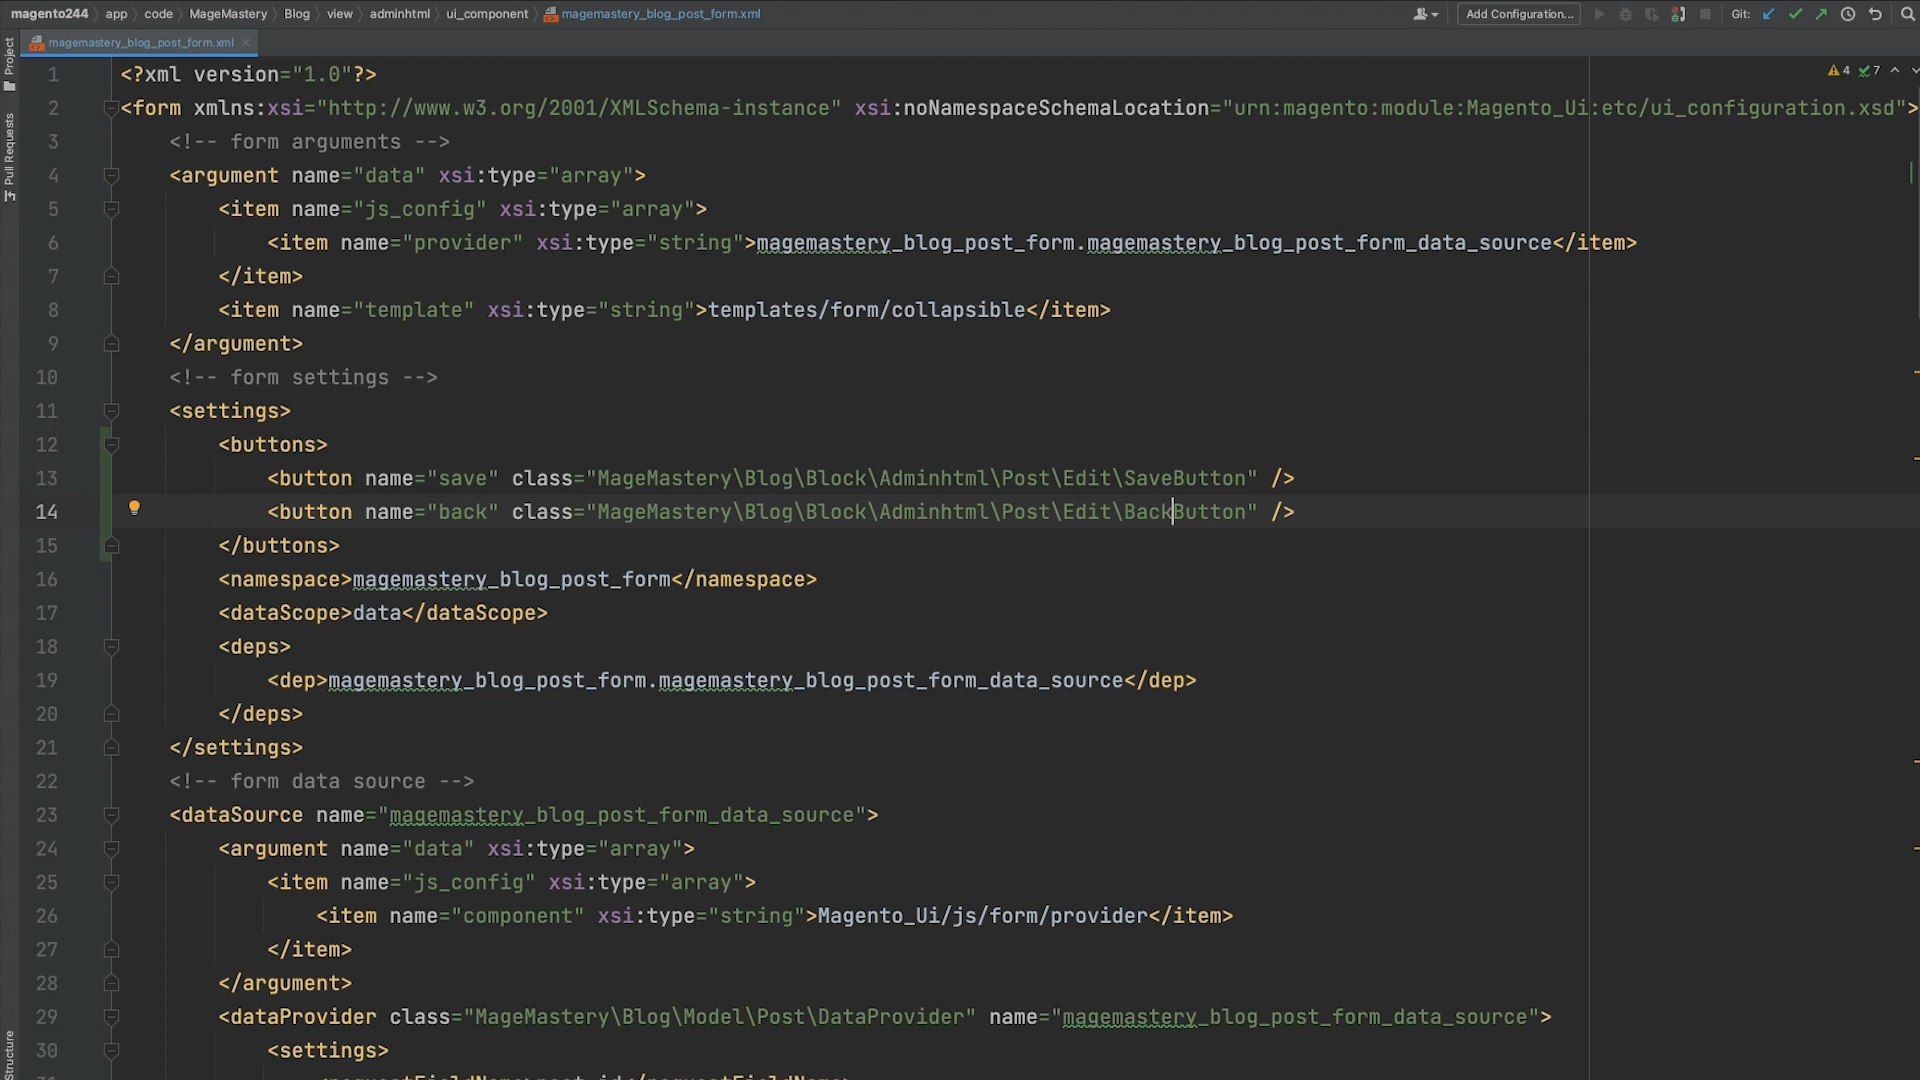 magento244 app code MageMastery Blog view adminhtml ui_component magemastery_blog_post_form.xml Add Configuration... Git:
magemastery_blog_post_form.xml
Project
Pull Requests
Structure
4 7
1 <?xml version="1.0"?>
2 <form xmlns:xsi="http://www.w3.org/2001/XMLSchema-instance" xsi:noNamespaceSchemaLocation="urn:magento:module:Magento_Ui:etc/ui_configuration.xsd">
3 <!-- form arguments -->
4 <argument name="data" xsi:type="array">
5 <item name="js_config" xsi:type="array">
6 <item name="provider" xsi:type="string">magemastery_blog_post_form.magemastery_blog_post_form_data_source</item>
7 </item>
8 <item name="template" xsi:type="string">templates/form/collapsible</item>
9 </argument>
10 <!-- form settings -->
11 <settings>
12 <buttons>
13 <button name="save" class="MageMastery\Blog\Block\Adminhtml\Post\Edit\SaveButton" />
14 <button name="back" class="MageMastery\Blog\Block\Adminhtml\Post\Edit\BackButton" />
15 </buttons>
16 <namespace>magemastery_blog_post_form</namespace>
17 <dataScope>data</dataScope>
18 <deps>
19 <dep>magemastery_blog_post_form.magemastery_blog_post_form_data_source</dep>
20 </deps>
21 </settings>
22 <!-- form data source -->
23 <dataSource name="magemastery_blog_post_form_data_source">
24 <argument name="data" xsi:type="array">
25 <item name="js_config" xsi:type="array">
26 <item name="component" xsi:type="string">Magento_Ui/js/form/provider</item>
27 </item>
28 </argument>
29 <dataProvider class="MageMastery\Blog\Model\Post\DataProvider" name="magemastery_blog_post_form_data_source">
30 <settings>